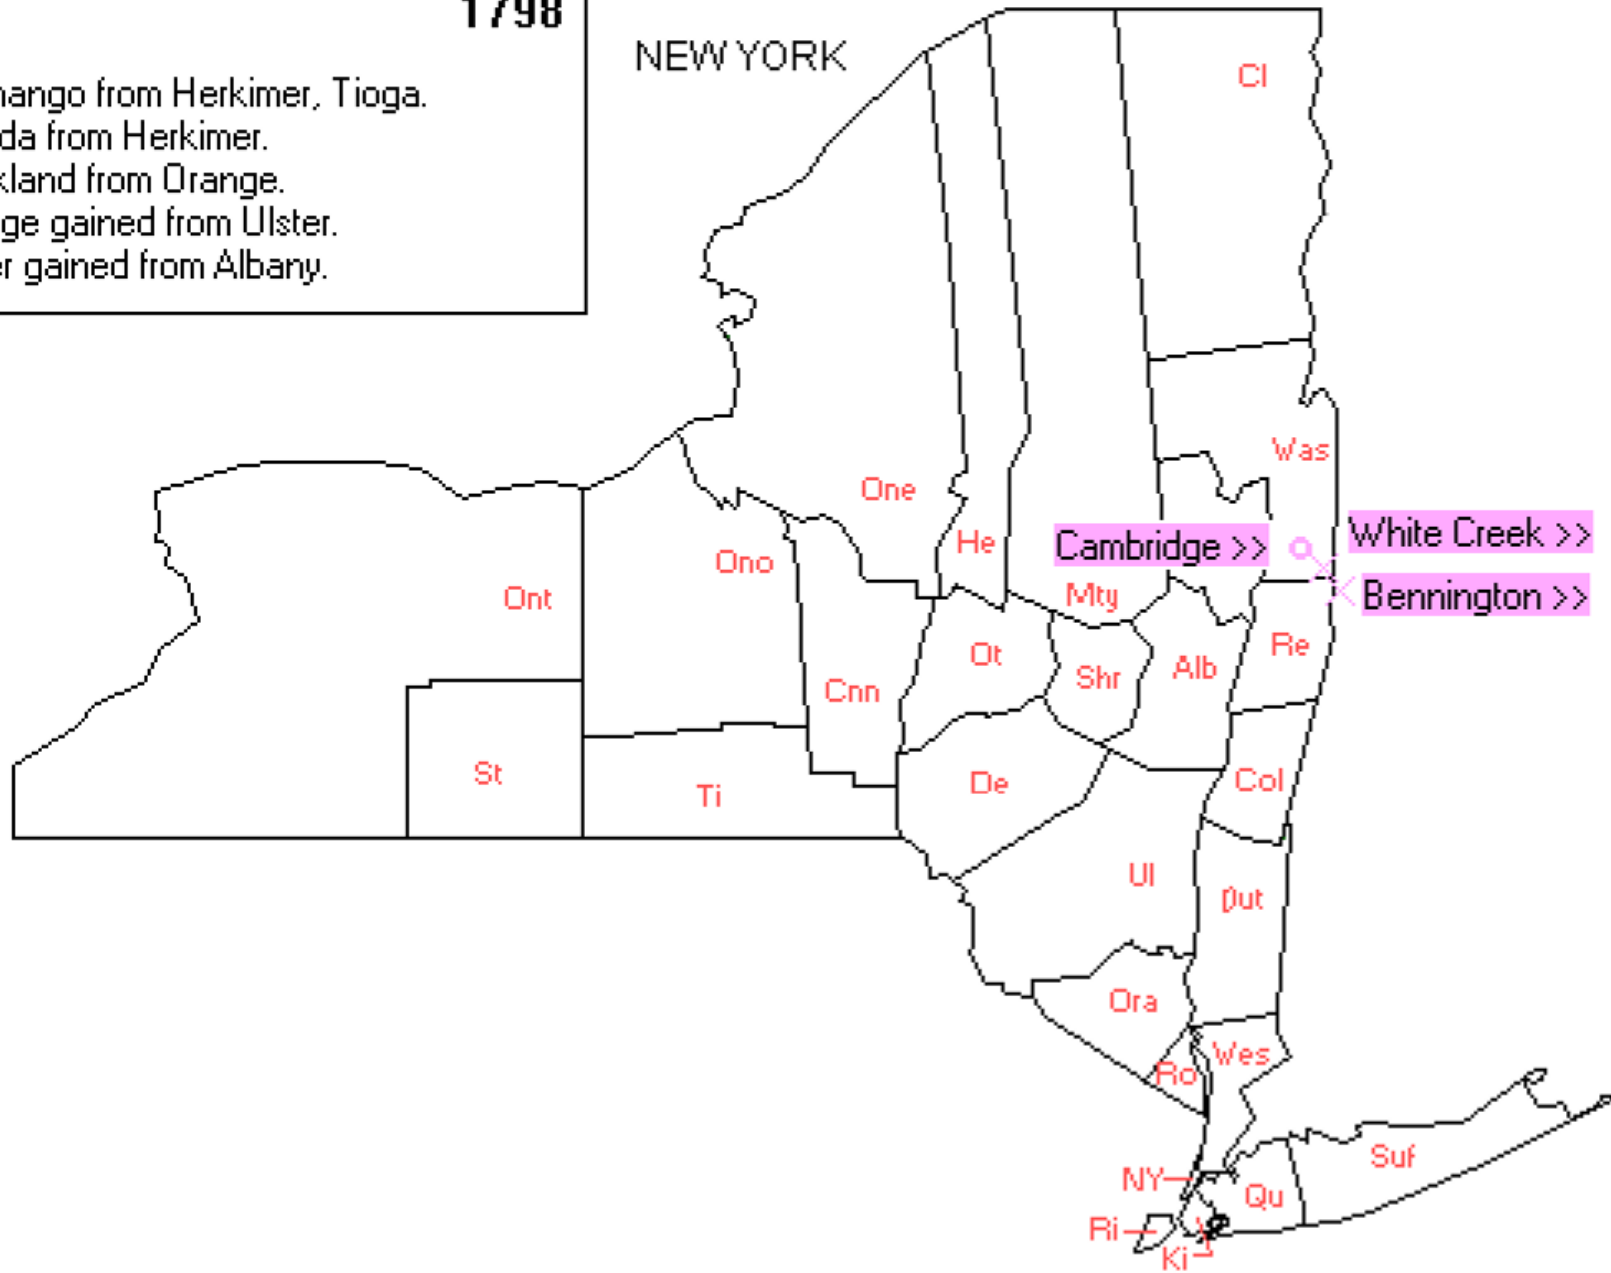 1798
NEW YORK
nango from Herkimer, Tioga.
da from Herkimer.
kland from Orange.
ge gained from Ulster.
er gained from Albany.
Cl
Was
One
He
Cambridge >>
White Creek >>
Ono
Ont
Mty
Bennington >>
Ot
Shr
Alb
Re
Cnn
St
Ti
De
Col
Ul
Dut
Ora
Wes
Ro
Suf
NY
Qu
Ri
Ki